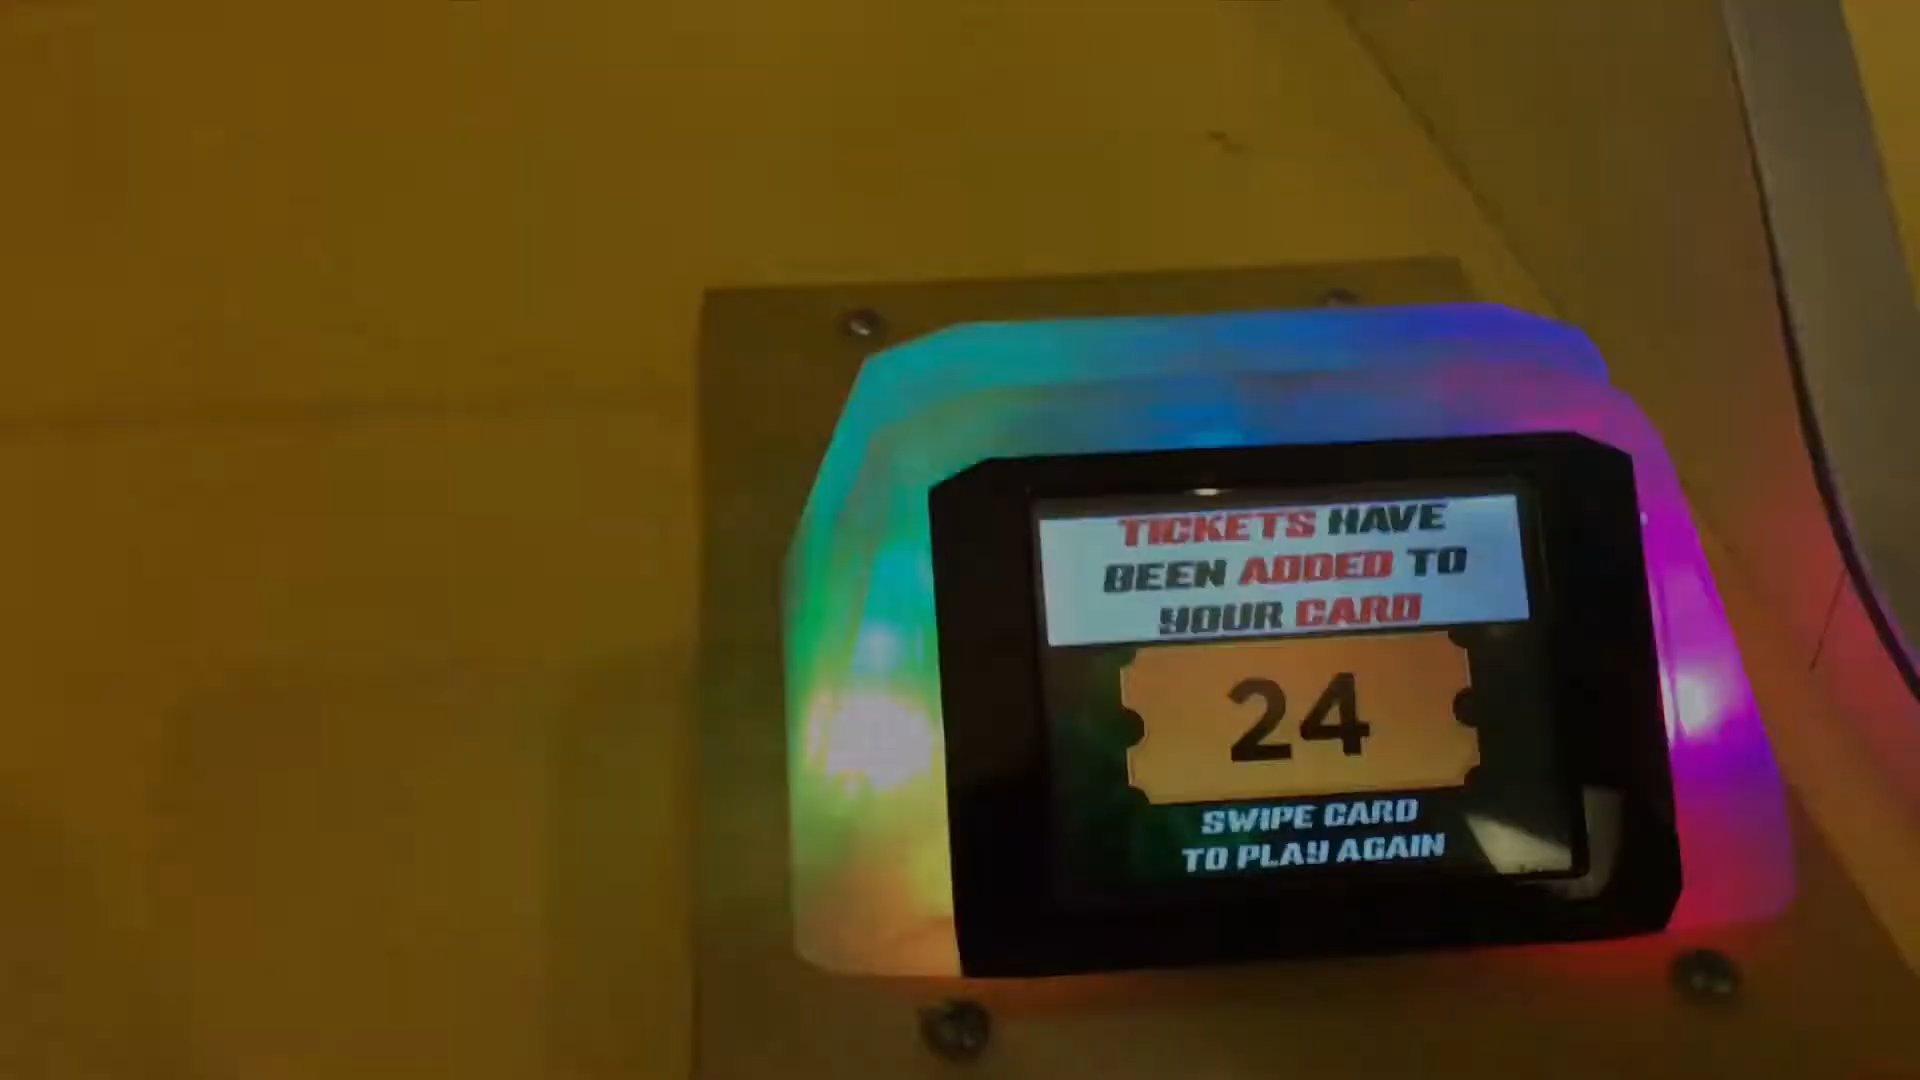 TICKETS HAVE
BEEN ADDED TO
YOUR CARD
24
SWIPE CARD
TO PLAY AGAIN